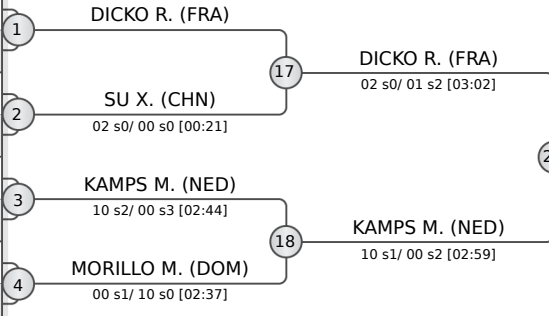 1
DICKO R. (FRA)
17
DICKO R. (FRA)
02 s0/ 01 s2 [03:02]
2
SU X. (CHN)
02 s0/ 00 s0 [00:21]
3
KAMPS M. (NED)
10 s2/ 00 s3 [02:44]
18
KAMPS M. (NED)
10 s1/ 00 s2 [02:59]
4
MORILLO M. (DOM)
00 s1/ 10 s0 [02:37]